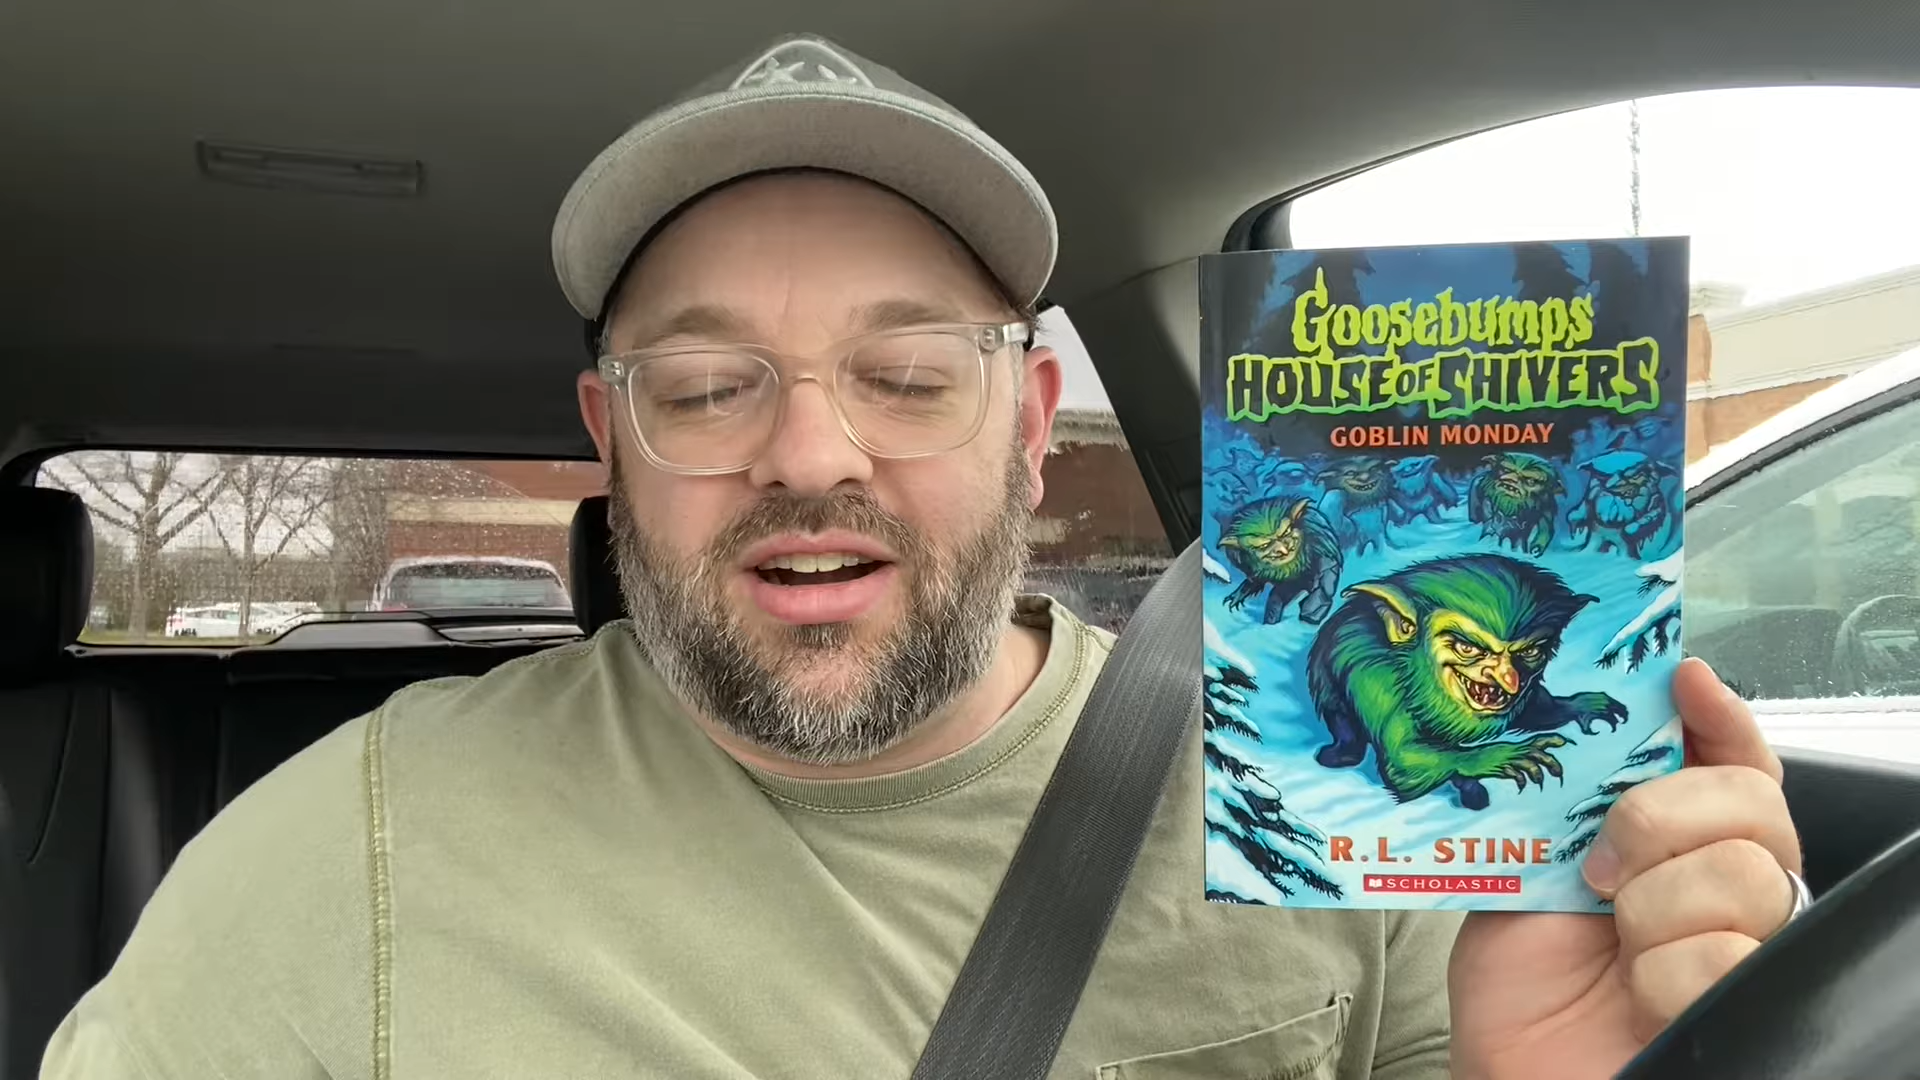 Goosebumps
HOUSE OF SHIVERS
GOBLIN MONDAY
R.L. STINE
SCHOLASTIC